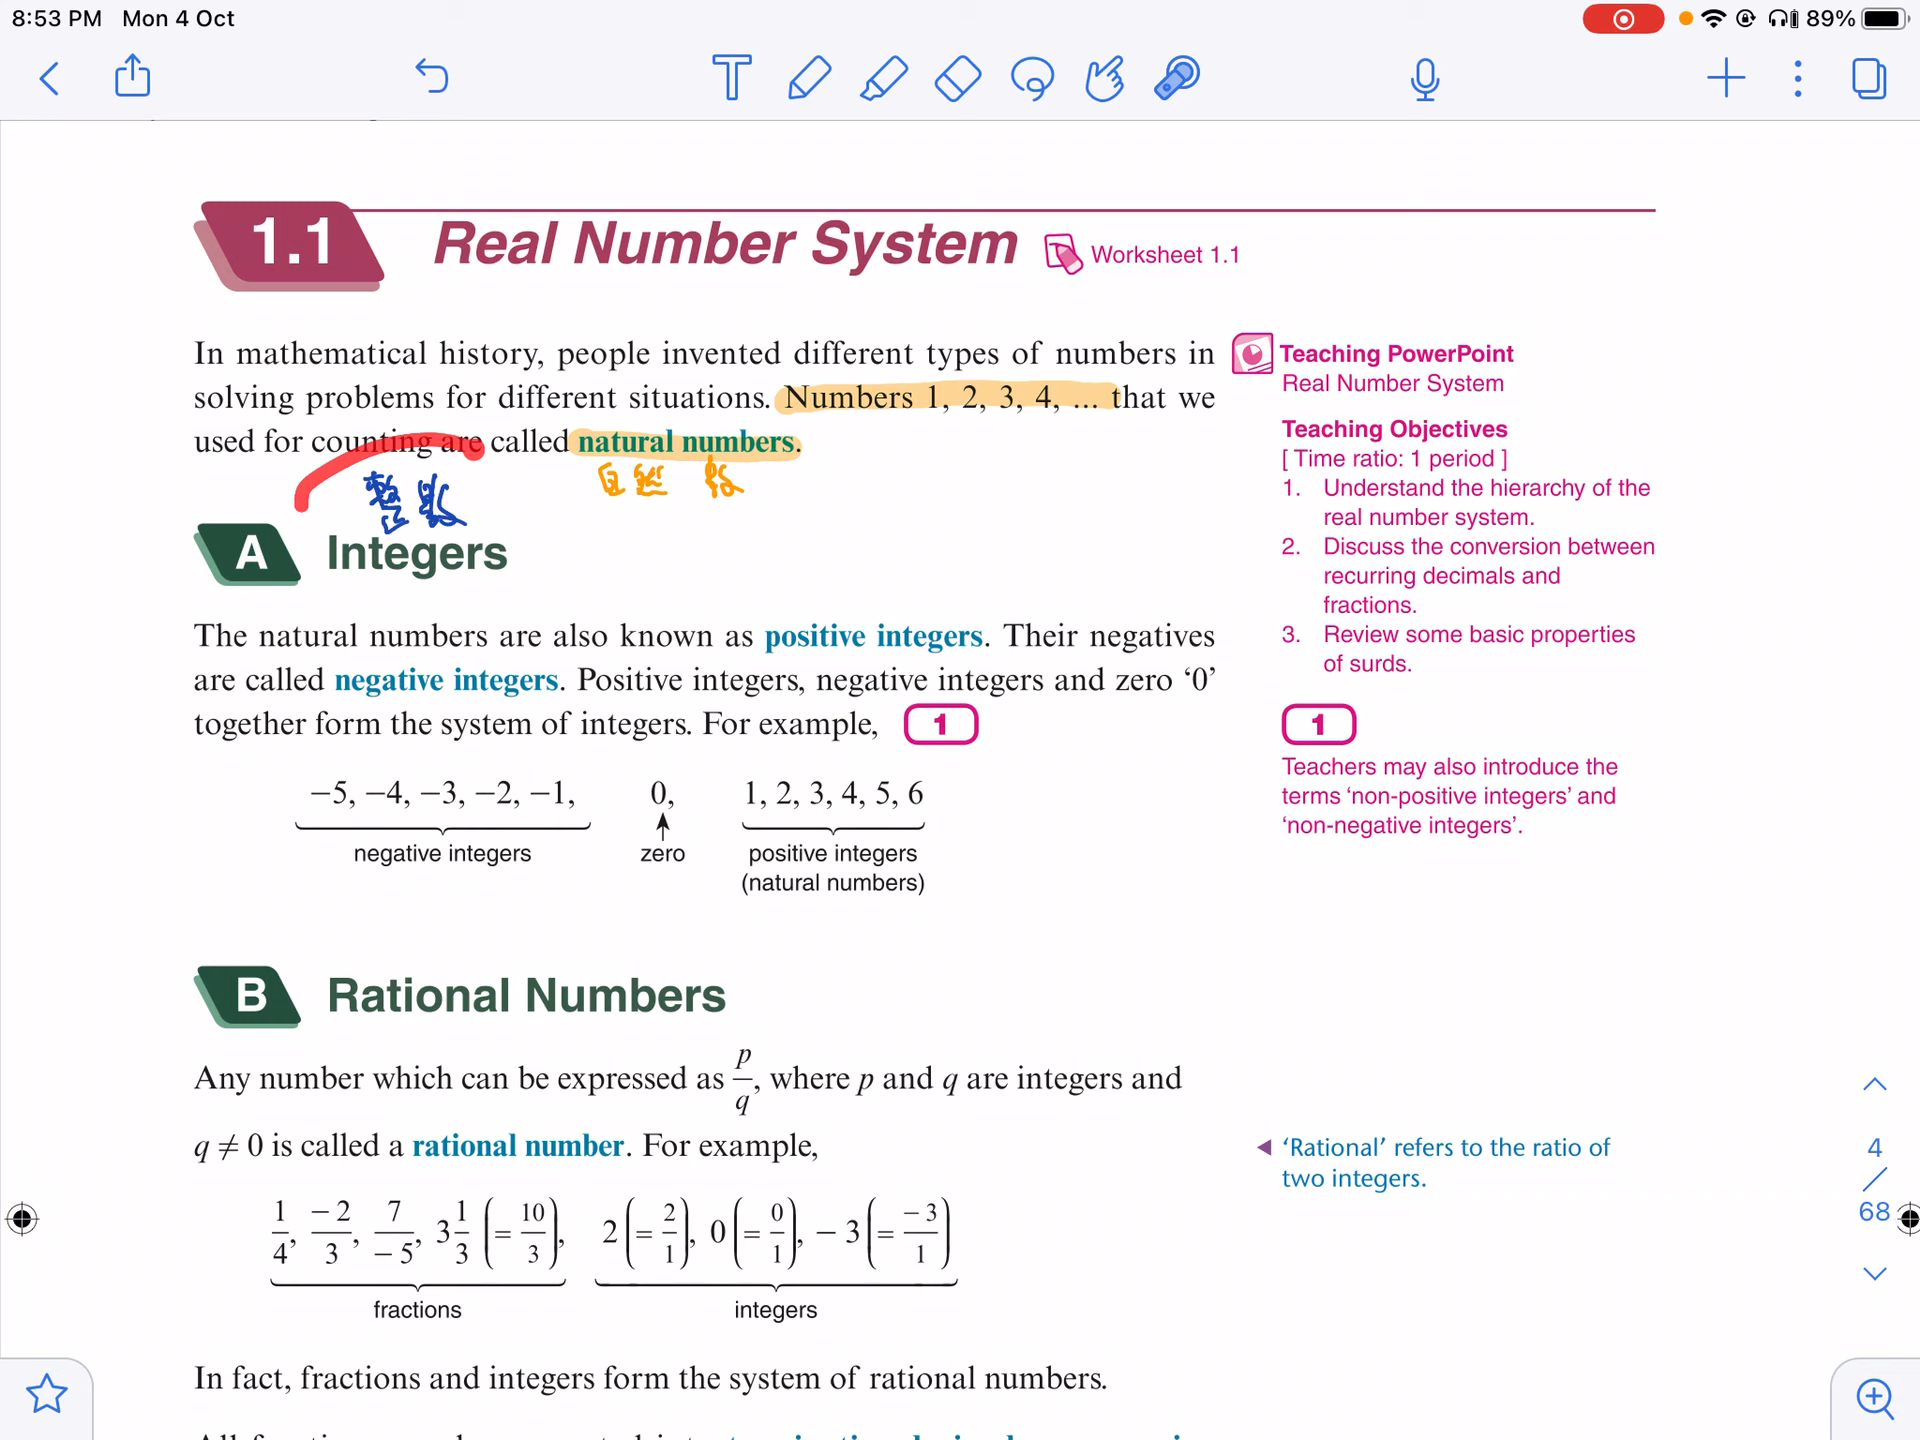 8:53 PM Mon 4 Oct
89%
1.1 Real Number System Worksheet 1.1
In mathematical history, people invented different types of numbers in
solving problems for different situations. Numbers 1, 2, 3, 4, ... that we
used for counting are called natural numbers.
整數
自然 數
A Integers
The natural numbers are also known as positive integers. Their negatives
are called negative integers. Positive integers, negative integers and zero ‘0’
together form the system of integers. For example, 1
−5, −4, −3, −2, −1, 0, 1, 2, 3, 4, 5, 6
negative integers zero positive integers
(natural numbers)
B Rational Numbers
Any number which can be expressed as p/q, where p and q are integers and
q ≠ 0 is called a rational number. For example,
1/4, −2/3, 7/−5, 3 1/3 (= 10/3), 2 (= 2/1), 0 (= 0/1), −3 (= −3/1)
fractions integers
In fact, fractions and integers form the system of rational numbers.
Teaching PowerPoint
Real Number System
Teaching Objectives
[ Time ratio: 1 period ]
1. Understand the hierarchy of the
real number system.
2. Discuss the conversion between
recurring decimals and
fractions.
3. Review some basic properties
of surds.
1
Teachers may also introduce the
terms ‘non-positive integers’ and
‘non-negative integers’.
‘Rational’ refers to the ratio of
two integers.
4
/
68